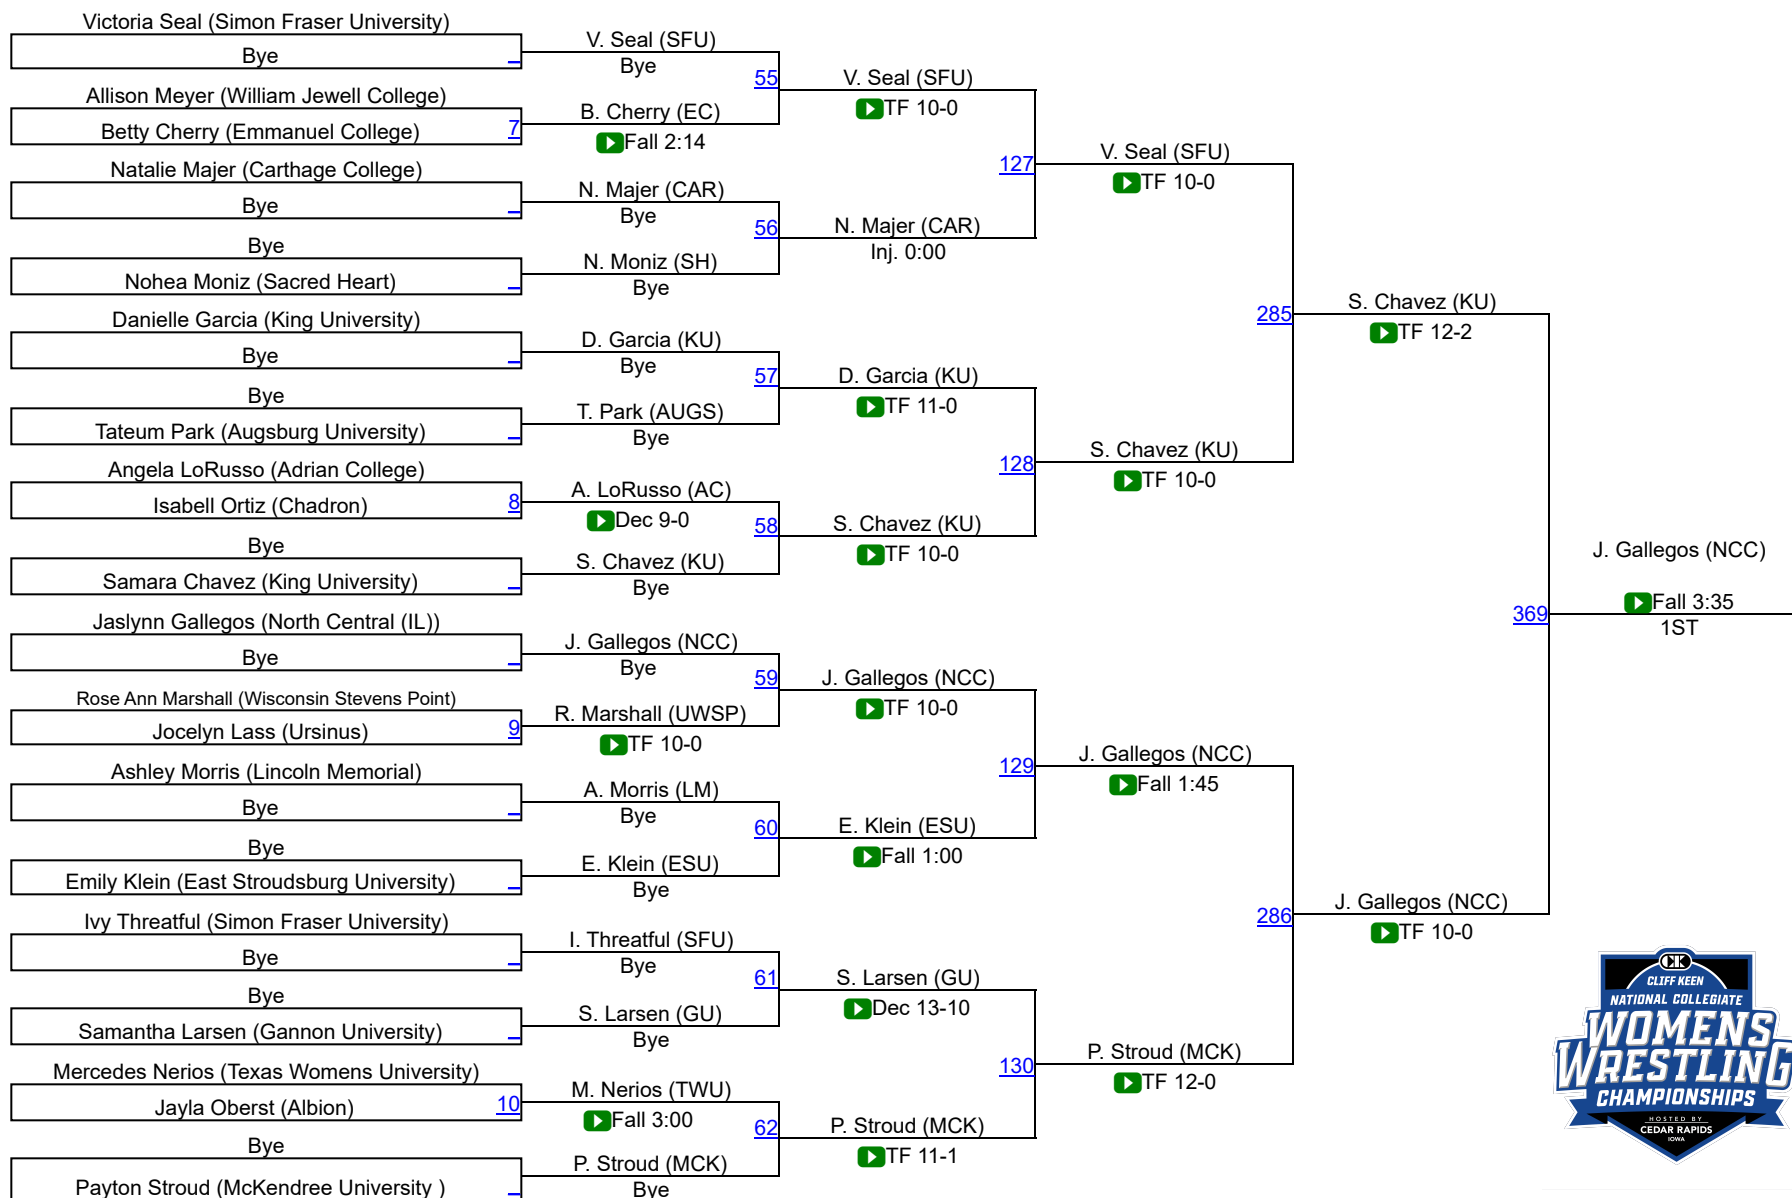 Victoria Seal (Simon Fraser University)
Bye
Allison Meyer (William Jewell College)
Betty Cherry (Emmanuel College) 7
Natalie Majer (Carthage College)
Bye
Bye
Nohea Moniz (Sacred Heart)
Danielle Garcia (King University)
Bye
Bye
Tateum Park (Augsburg University)
Angela LoRusso (Adrian College)
Isabell Ortiz (Chadron) 8
Bye
Samara Chavez (King University)
Jaslynn Gallegos (North Central (IL))
Bye
Rose Ann Marshall (Wisconsin Stevens Point)
Jocelyn Lass (Ursinus) 9
Ashley Morris (Lincoln Memorial)
Bye
Bye
Emily Klein (East Stroudsburg University)
Ivy Threatful (Simon Fraser University)
Bye
Bye
Samantha Larsen (Gannon University)
Mercedes Nerios (Texas Womens University)
Jayla Oberst (Albion) 10
Bye
Payton Stroud (McKendree University )
V. Seal (SFU)
Bye
55
B. Cherry (EC)
Fall 2:14
N. Majer (CAR)
Bye
56
N. Moniz (SH)
Bye
D. Garcia (KU)
Bye
57
T. Park (AUGS)
Bye
A. LoRusso (AC)
Dec 9-0
58
S. Chavez (KU)
Bye
J. Gallegos (NCC)
Bye
59
R. Marshall (UWSP)
TF 10-0
A. Morris (LM)
Bye
60
E. Klein (ESU)
Bye
I. Threatful (SFU)
Bye
61
S. Larsen (GU)
Bye
M. Nerios (TWU)
Fall 3:00
62
P. Stroud (MCK)
Bye
V. Seal (SFU)
TF 10-0
127
N. Majer (CAR)
Inj. 0:00
D. Garcia (KU)
TF 11-0
128
S. Chavez (KU)
TF 10-0
J. Gallegos (NCC)
TF 10-0
129
E. Klein (ESU)
Fall 1:00
S. Larsen (GU)
Dec 13-10
130
P. Stroud (MCK)
TF 11-1
V. Seal (SFU)
TF 10-0
285
S. Chavez (KU)
TF 10-0
J. Gallegos (NCC)
Fall 1:45
286
P. Stroud (MCK)
TF 12-0
S. Chavez (KU)
TF 12-2
369
J. Gallegos (NCC)
TF 10-0
J. Gallegos (NCC)
Fall 3:35
1ST
CK
CLIFF KEEN
NATIONAL COLLEGIATE
WOMENS
WRESTLING
CHAMPIONSHIPS
HOSTED BY
CEDAR RAPIDS
IOWA